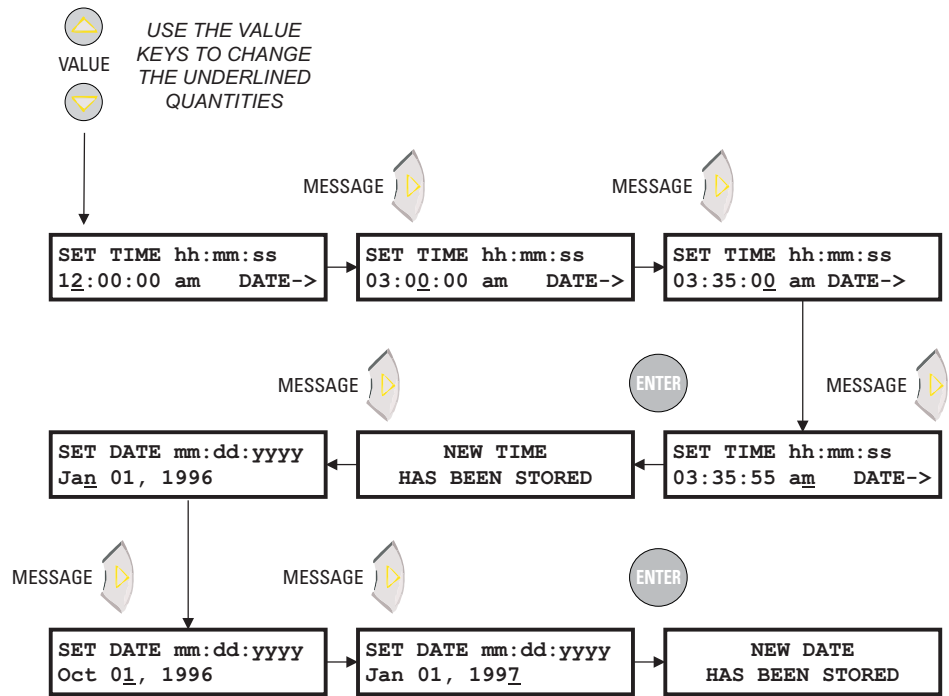 VALUE
USE THE VALUE
KEYS TO CHANGE
THE UNDERLINED
QUANTITIES
MESSAGE
MESSAGE
SET TIME hh:mm:ss
12:00:00 am DATE->
SET TIME hh:mm:ss
03:00:00 am DATE->
SET TIME hh:mm:ss
03:35:00 am DATE->
MESSAGE
ENTER
MESSAGE
SET DATE mm:dd:yyyy
Jan 01, 1996
NEW TIME
HAS BEEN STORED
SET TIME hh:mm:ss
03:35:55 am DATE->
MESSAGE
MESSAGE
ENTER
SET DATE mm:dd:yyyy
Oct 01, 1996
SET DATE mm:dd:yyyy
Jan 01, 1997
NEW DATE
HAS BEEN STORED